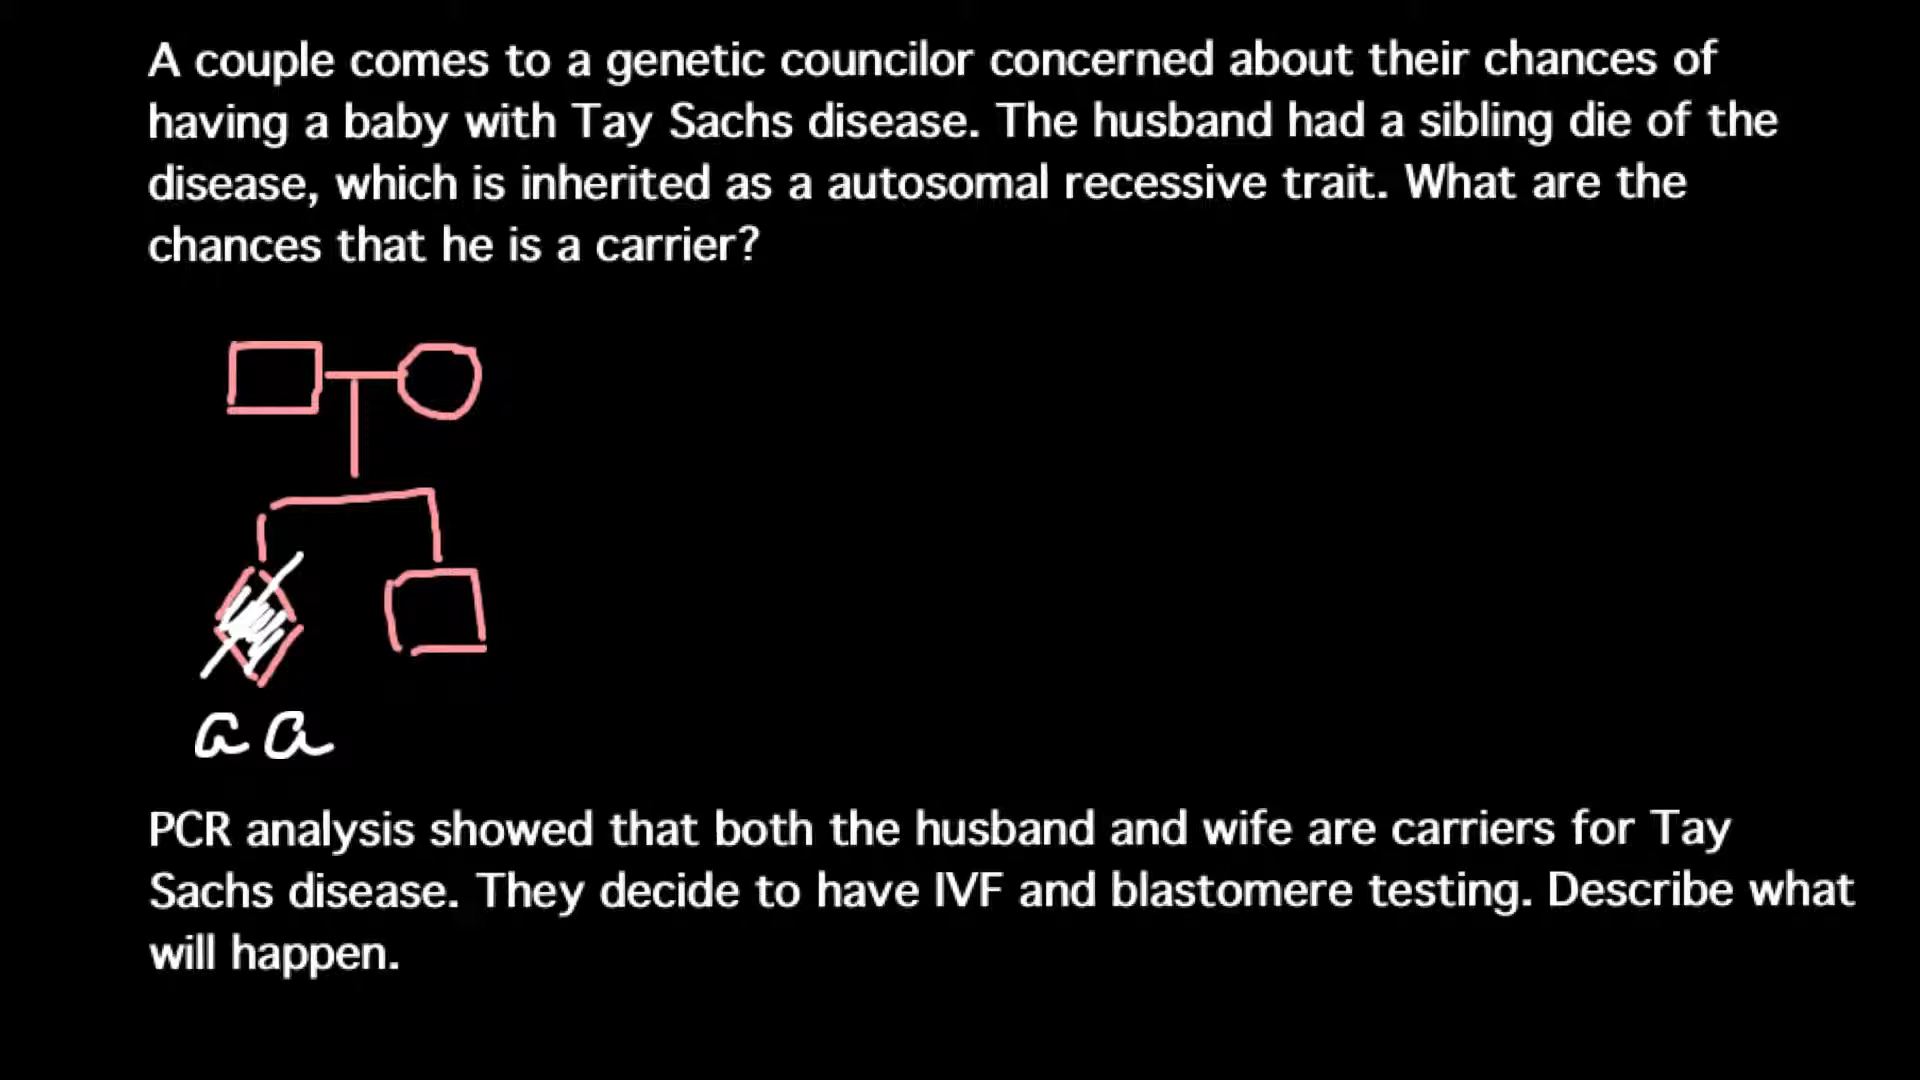 A couple comes to a genetic councilor concerned about their chances of
having a baby with Tay Sachs disease. The husband had a sibling die of the
disease, which is inherited as a autosomal recessive trait. What are the
chances that he is a carrier?
a a
PCR analysis showed that both the husband and wife are carriers for Tay
Sachs disease. They decide to have IVF and blastomere testing. Describe what
will happen.